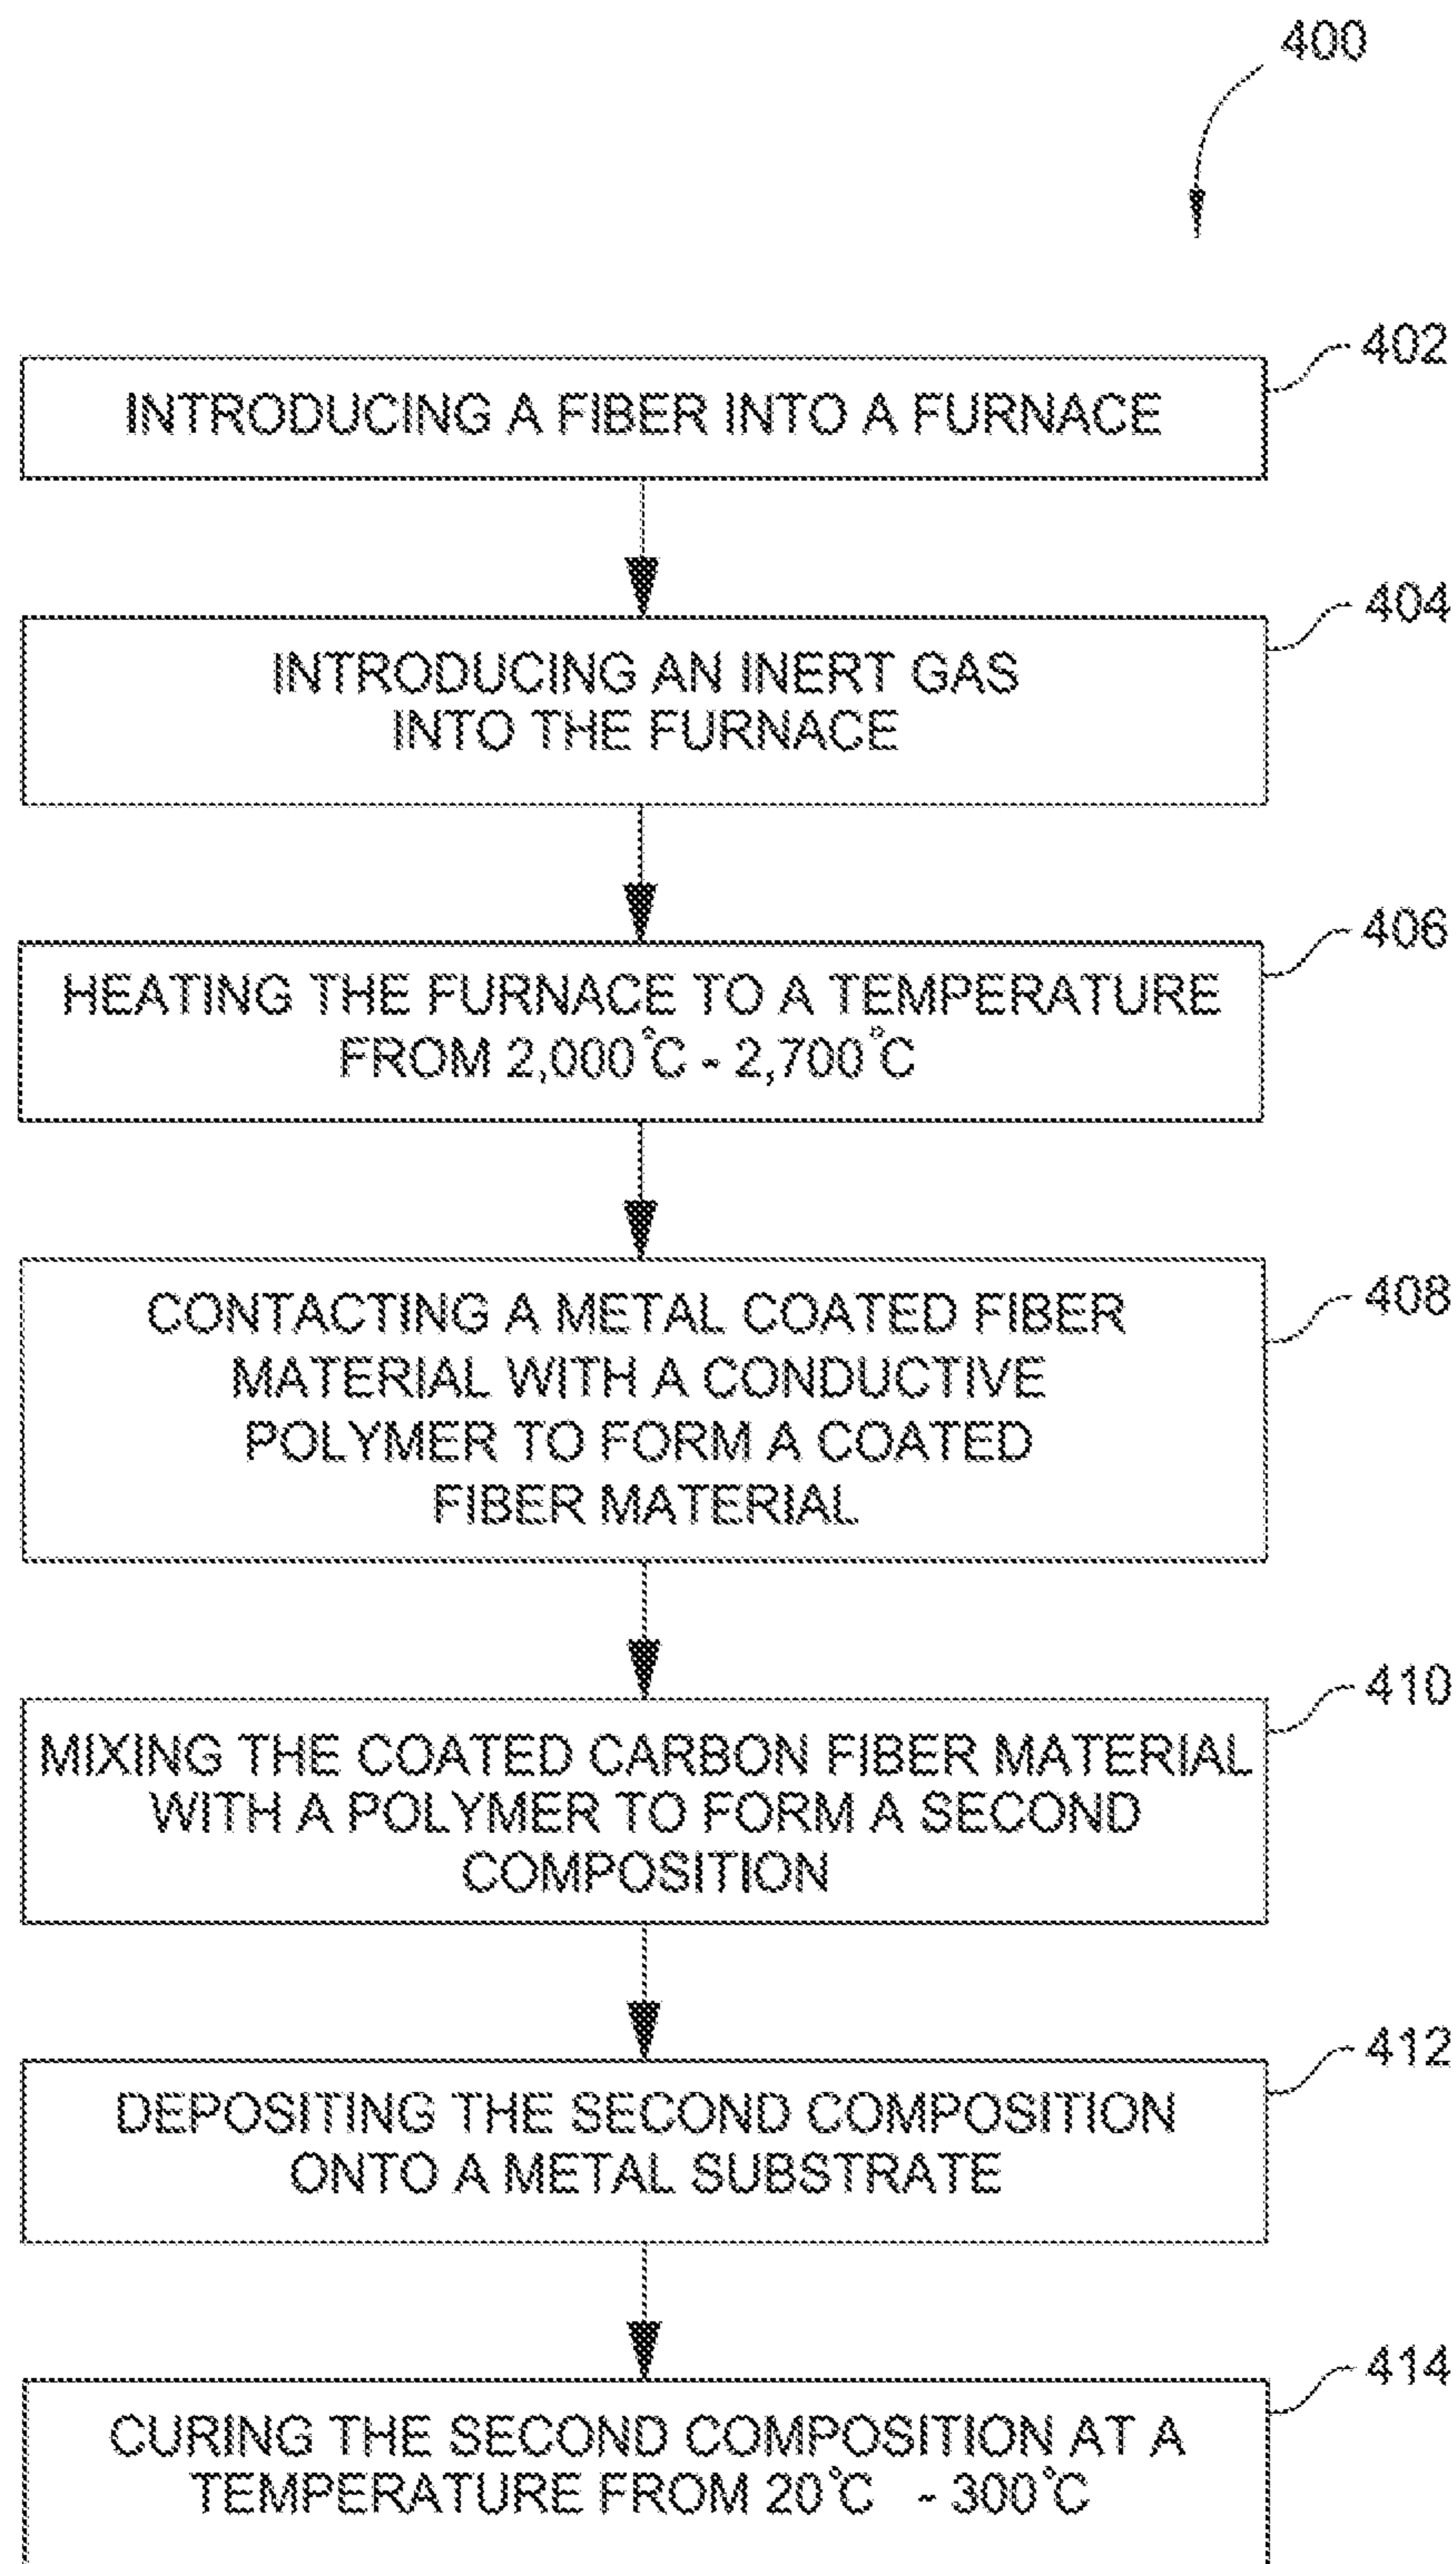 400
402
INTRODUCING A FIBER INTO A FURNACE
404
INTRODUCING AN INERT GAS
INTO THE FURNACE
406
HEATING THE FURNACE TO A TEMPERATURE
FROM 2,000°C - 2,700°C
408
CONTACTING A METAL COATED FIBER
MATERIAL WITH A CONDUCTIVE
POLYMER TO FORM A COATED
FIBER MATERIAL
410
MIXING THE COATED CARBON FIBER MATERIAL
WITH A POLYMER TO FORM A SECOND
COMPOSITION
412
DEPOSITING THE SECOND COMPOSITION
ONTO A METAL SUBSTRATE
414
CURING THE SECOND COMPOSITION AT A
TEMPERATURE FROM 20°C - 300°C